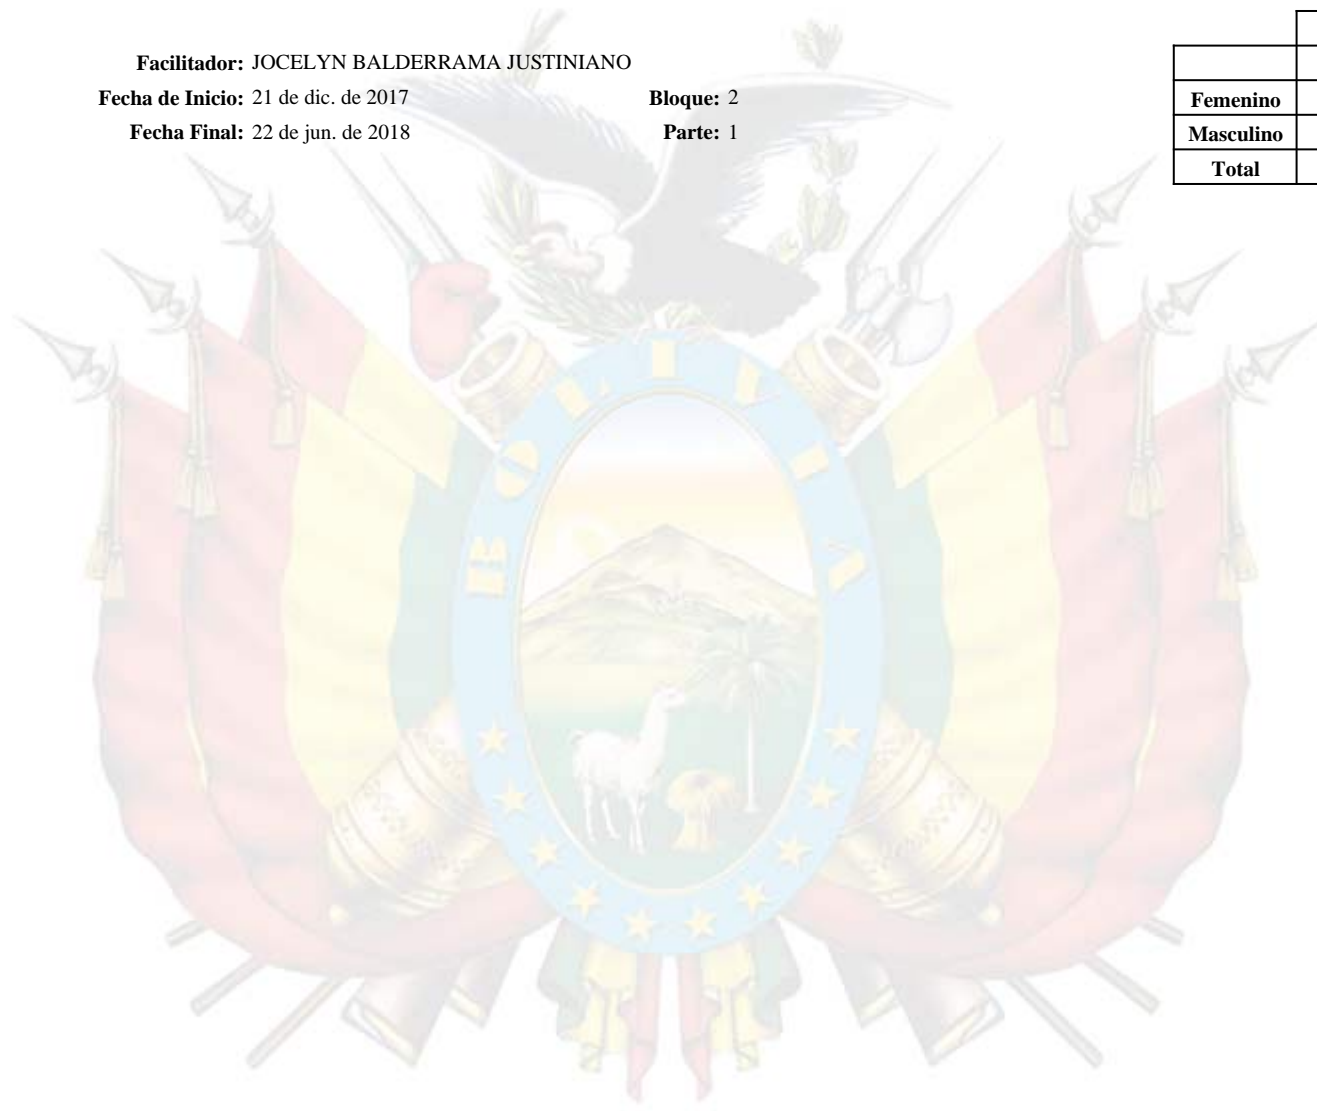 Facilitador: JOCELYN BALDERRAMA JUSTINIANO
Fecha de Inicio: 21 de dic. de 2017 Bloque: 2
Fecha Final: 22 de jun. de 2018 Parte: 1
Femenino
Masculino
Total
BOLIVIA